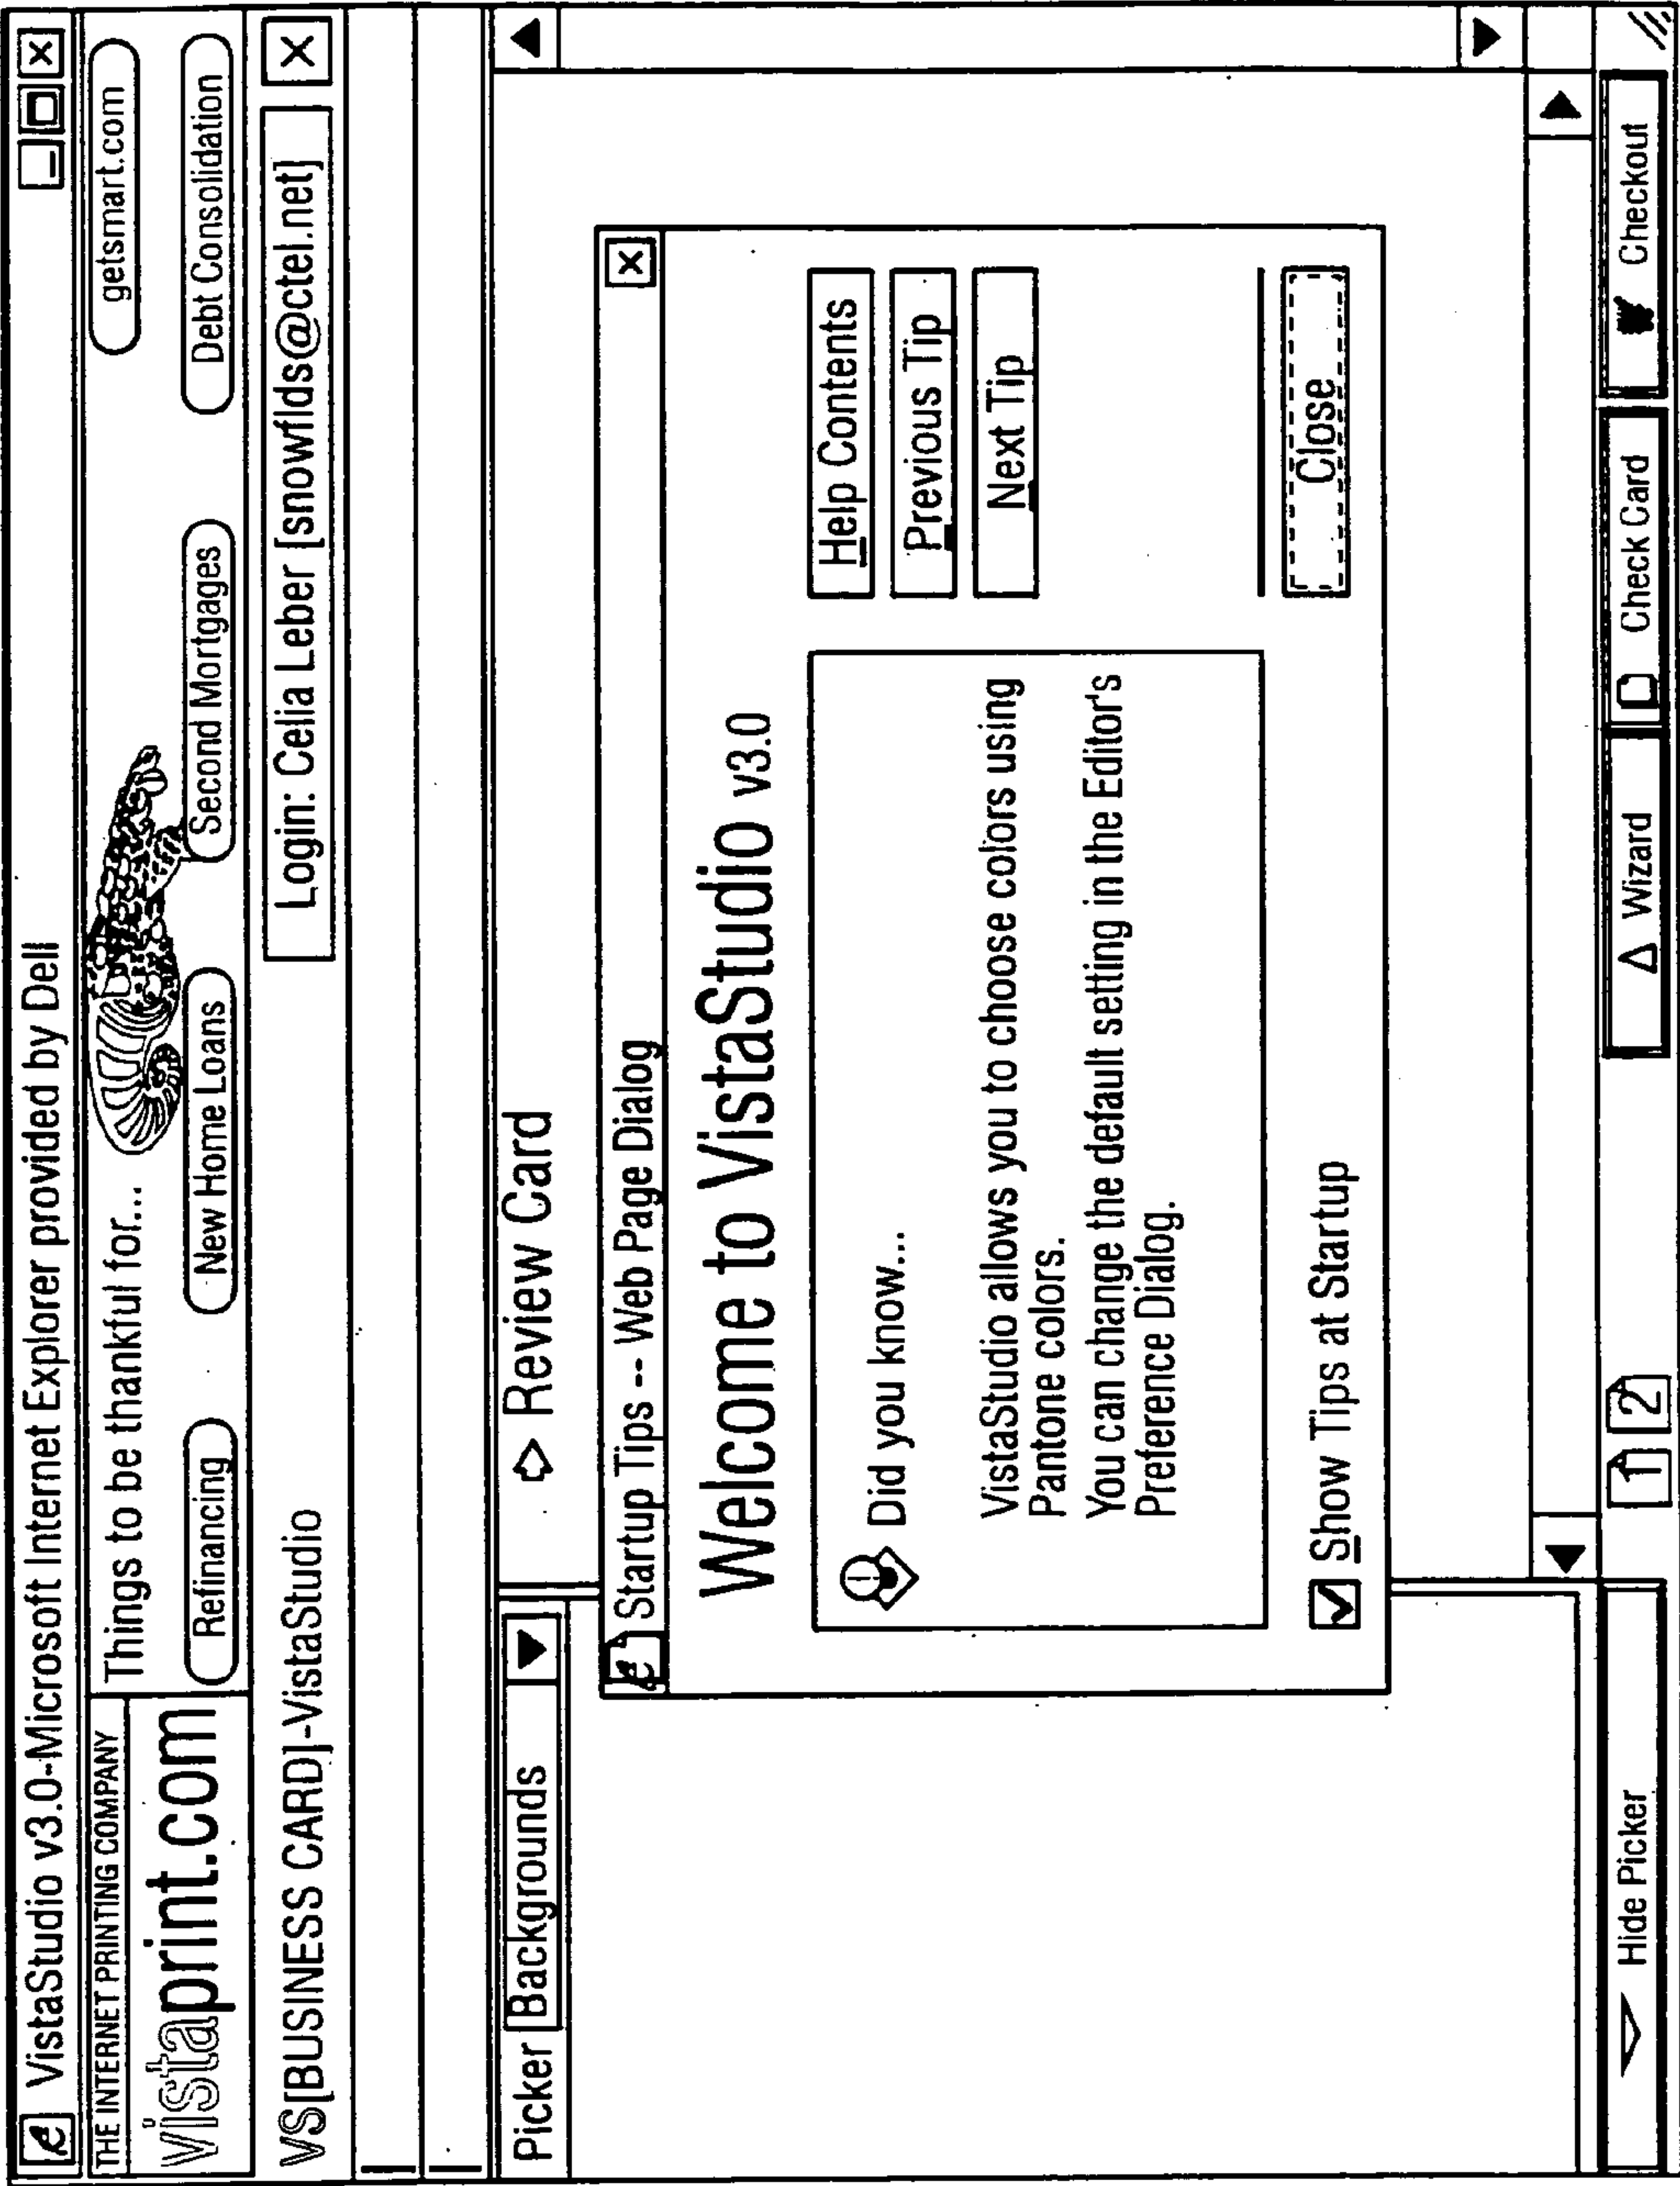 VistaStudio v3.0-Microsoft Internet Explorer provided by Dell
THE INTERNET PRINTING COMPANY
vistaprint.com
Things to be thankful for...
getsmart.com
Refinancing
New Home Loans
Second Mortgages
Debt Consolidation
VS[BUSINESS CARD]-VistaStudio
Login: Celia Leber [snowflds@ctel.net]
Picker Backgrounds
Review Card
Startup Tips -- Web Page Dialog
Welcome to VistaStudio v3.0
Did you know...
VistaStudio allows you to choose colors using
Pantone colors.
You can change the default setting in the Editor's
Preference Dialog.
Help Contents
Previous Tip
Next Tip
Show Tips at Startup
Close
Hide Picker
1 2
Wizard
Check Card
Checkout